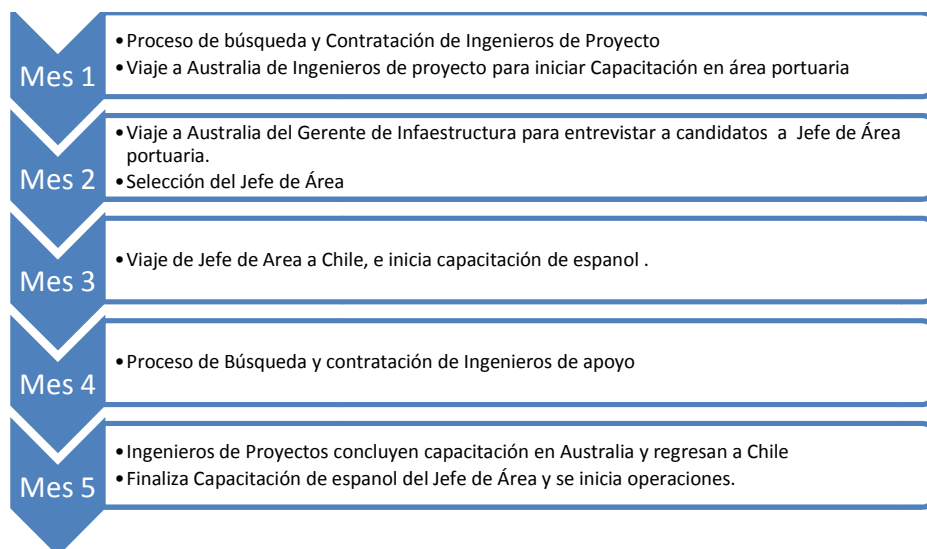 Mes 1
•Proceso de búsqueda y Contratación de Ingenieros de Proyecto
•Viaje a Australia de Ingenieros de proyecto para iniciar Capacitación en área portuaria
Mes 2
•Viaje a Australia del Gerente de Infaestructura para entrevistar a candidatos a Jefe de Área
portuaria.
•Selección del Jefe de Área
Mes 3
•Viaje de Jefe de Area a Chile, e inicia capacitación de espanol .
Mes 4
•Proceso de Búsqueda y contratación de Ingenieros de apoyo
Mes 5
•Ingenieros de Proyectos concluyen capacitación en Australia y regresan a Chile
•Finaliza Capacitación de espanol del Jefe de Área y se inicia operaciones.